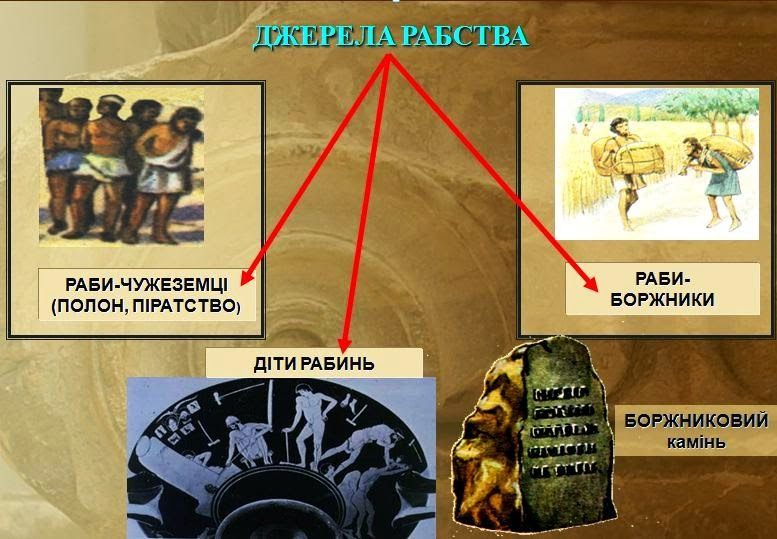 ДЖЕРЕЛА РАБСТВА
РАБИ-ЧУЖЕЗЕМЦІ
(ПОЛОН, ПІРАТСТВО)
РАБИ-
БОРЖНИКИ
ДІТИ РАБИНЬ
БОРЖНИКОВИЙ
камінь